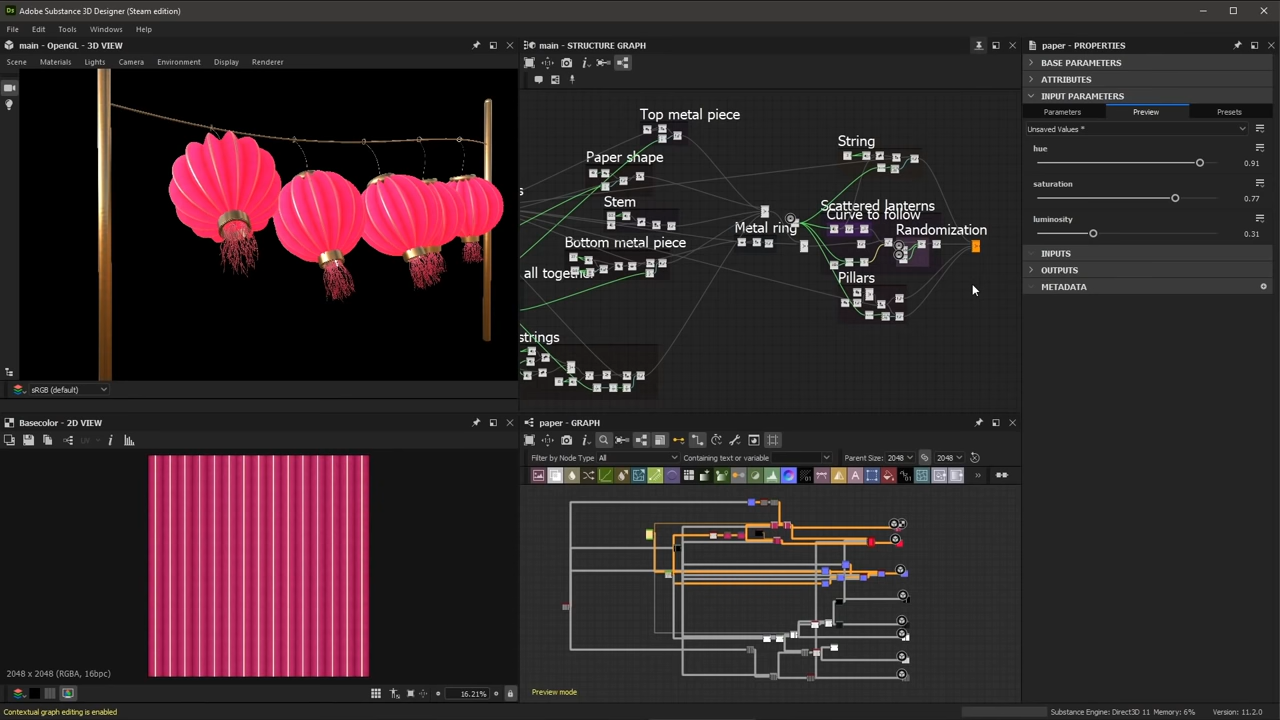 Ds Adobe Substance 3D Designer (Steam edition)
File Edit Tools Windows Help
main - OpenGL - 3D VIEW
Scene Materials Lights Camera Environment Display Renderer
sRGB (default)
main - STRUCTURE GRAPH
Top metal piece
String
Paper shape
s
Stem
Scattered lanterns
Curve to follow
Metal ring
Randomization
Bottom metal piece
all together
Pillars
strings
paper - PROPERTIES
BASE PARAMETERS
ATTRIBUTES
INPUT PARAMETERS
Parameters Preview Presets
Unsaved Values *
hue
0.91
saturation
0.77
luminosity
0.31
INPUTS
OUTPUTS
METADATA
Basecolor - 2D VIEW
UV
2048 x 2048 (RGBA, 16bpc)
16.21%
paper - GRAPH
Filter by Node Type All Containing text or variable Parent Size: 2048 2048
Preview mode
Contextual graph editing is enabled
Substance Engine: Direct3D 11 Memory: 6% Version: 11.2.0